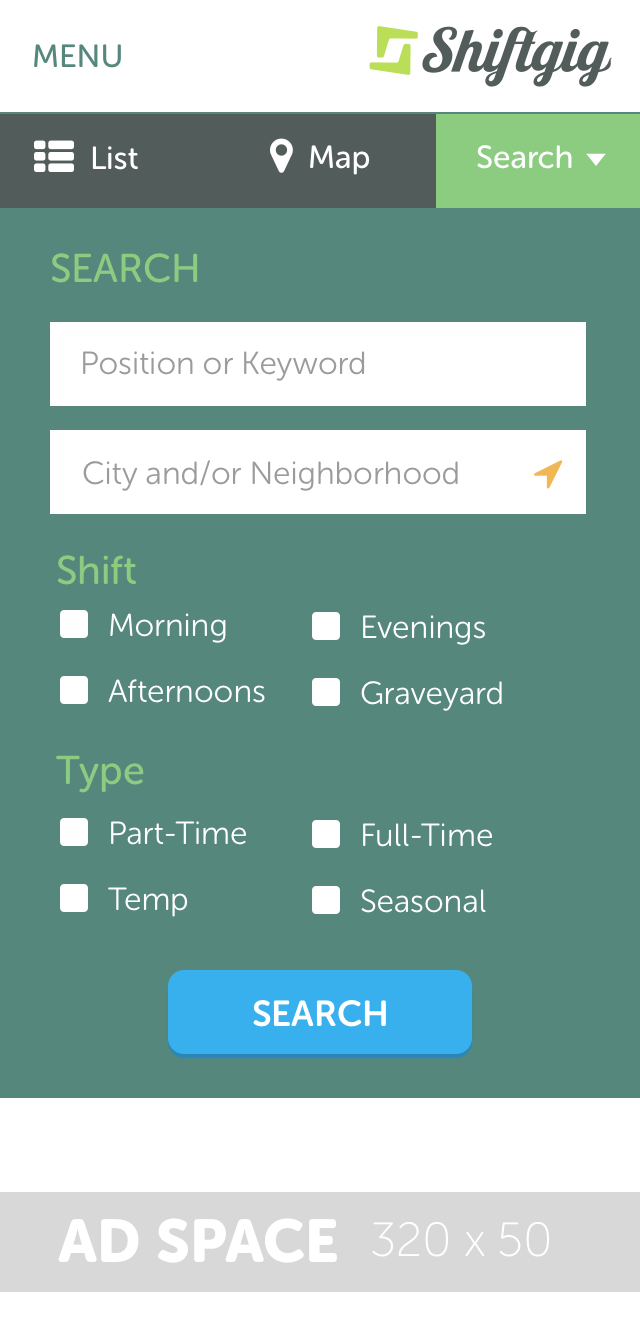 MENU Shiftgig
List Map Search
SEARCH
Position or Keyword
City and/or Neighborhood
Shift
Morning Evenings
Afternoons Graveyard
Type
Part-Time Full-Time
Temp Seasonal
SEARCH
AD SPACE 320 x 50